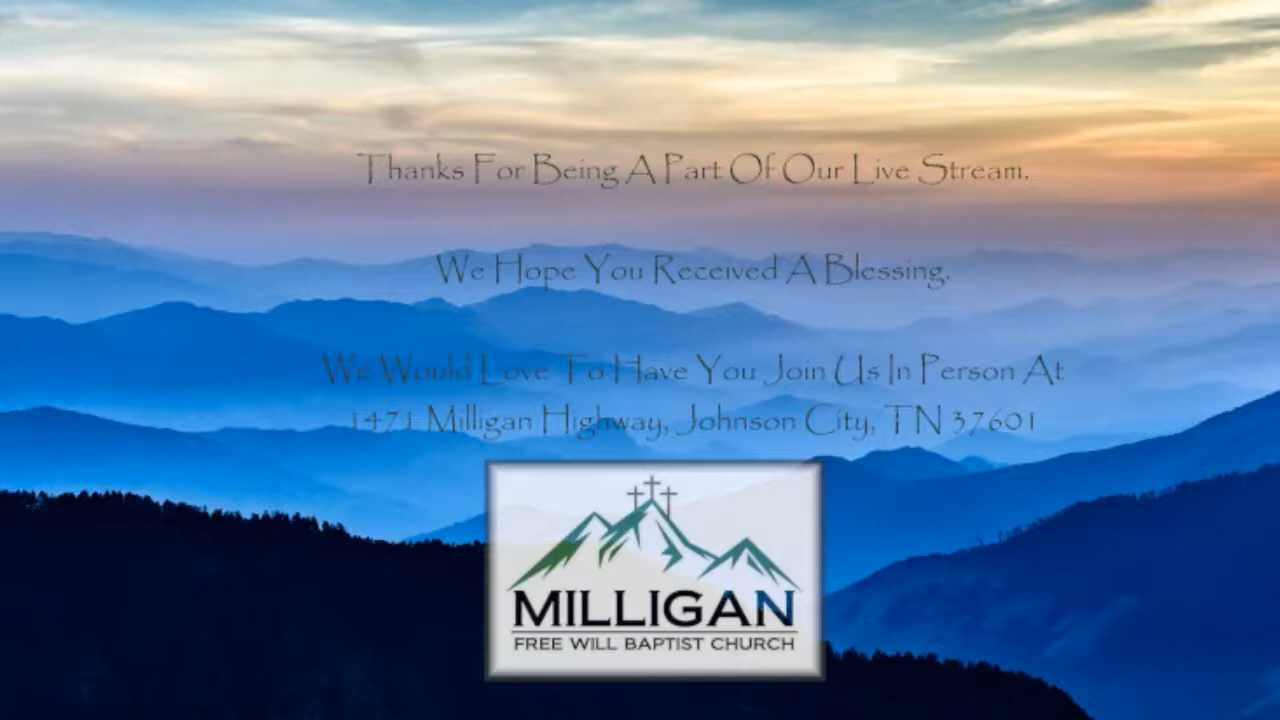 Thanks For Being A Part Of Our Live Stream.
We Hope You Received A Blessing.
We Would Love To Have You Join Us In Person At
1471 Milligan Highway, Johnson City, TN 37601
MILLIGAN
FREE WILL BAPTIST CHURCH